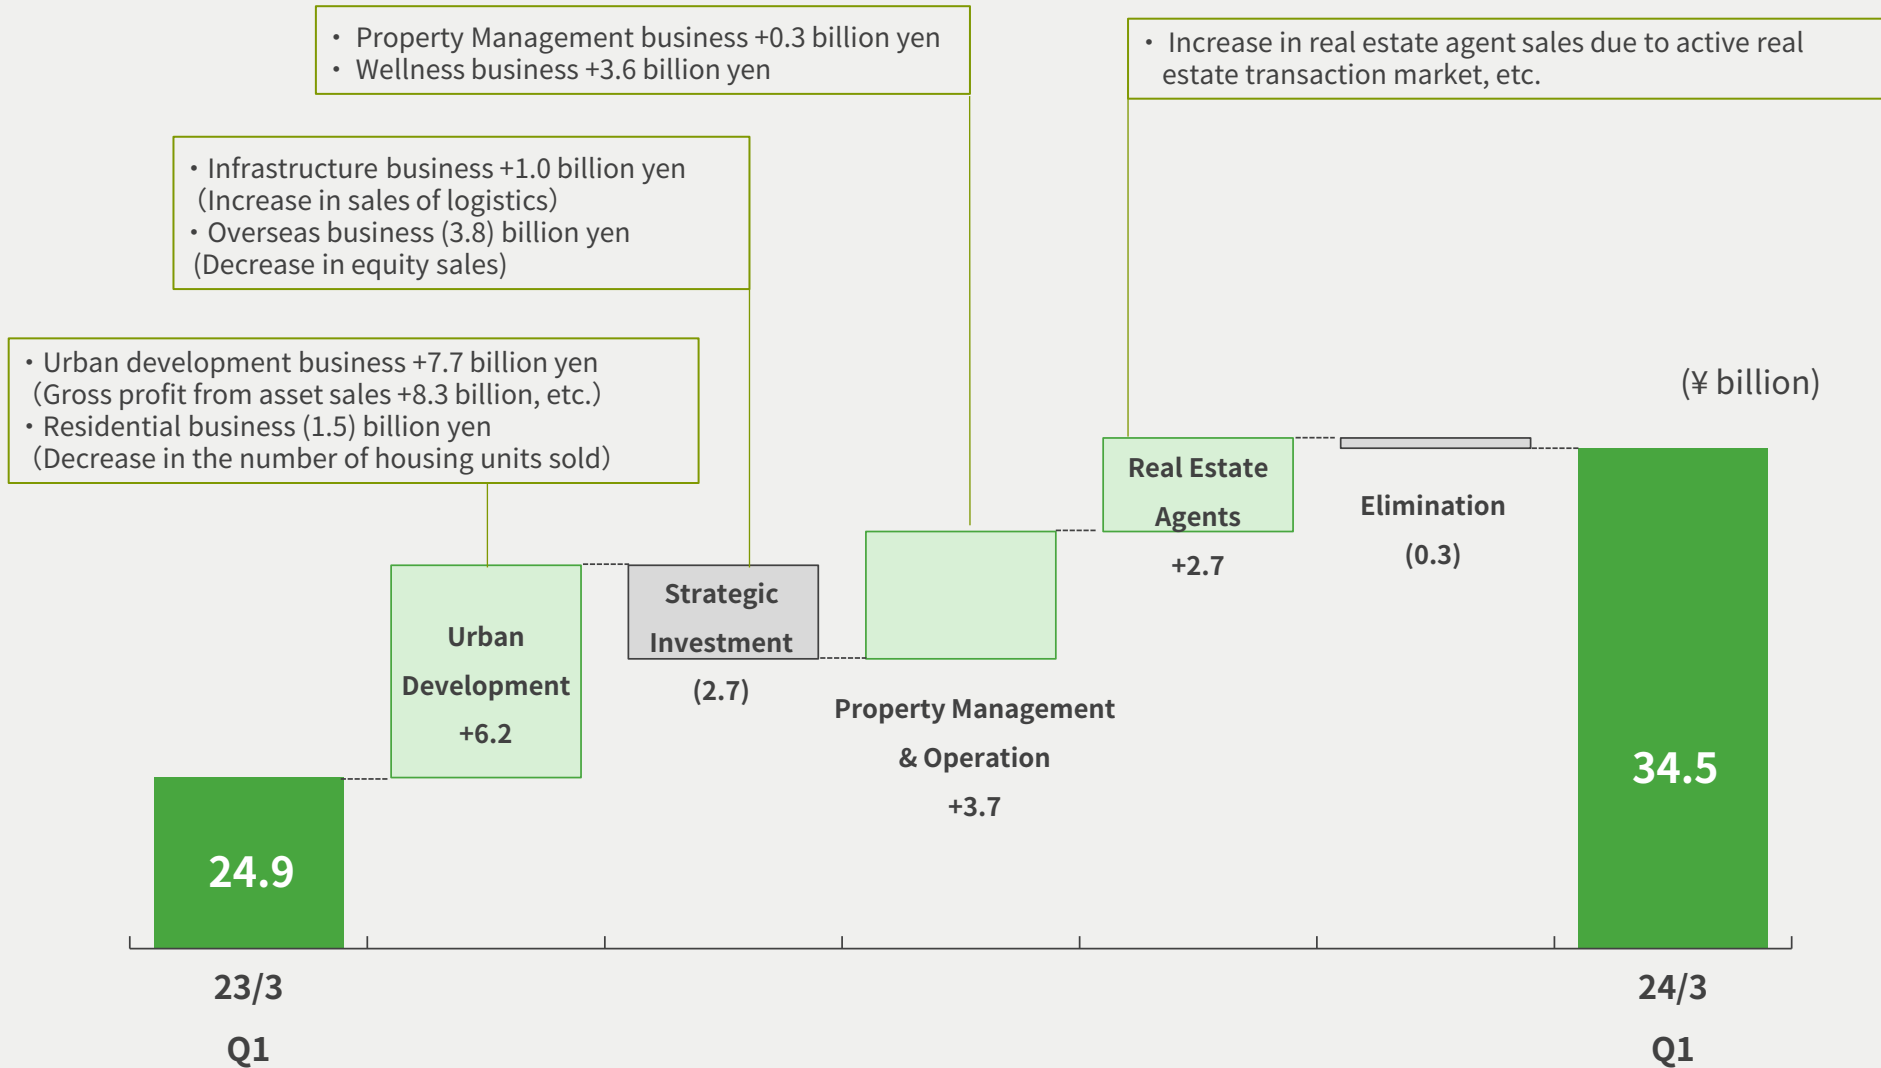 ・ Property Management business +0.3 billion yen
・ Wellness business +3.6 billion yen
・ Increase in real estate agent sales due to active real
estate transaction market, etc.
・Infrastructure business +1.0 billion yen
（Increase in sales of logistics）
・Overseas business (3.8) billion yen
(Decrease in equity sales)
・Urban development business +7.7 billion yen
（Gross profit from asset sales +8.3 billion, etc.）
・Residential business (1.5) billion yen
（Decrease in the number of housing units sold）
(¥ billion)
24.9
Urban
Development
+6.2
Strategic
Investment
(2.7)
Property Management
& Operation
+3.7
Real Estate
Agents
+2.7
Elimination
(0.3)
34.5
23/3
Q1
24/3
Q1